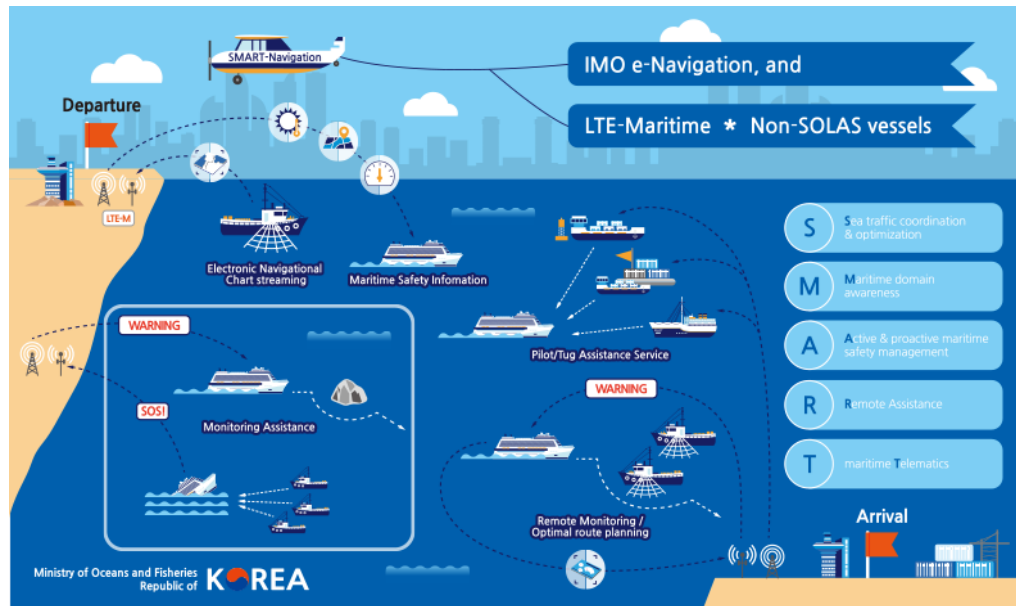 SMART-Navigation
IMO e-Navigation, and
LTE-Maritime * Non-SOLAS vessels
Departure
LTE-M
Electronic Navigational
Chart streaming
Maritime Safety Infomation
S
Sea traffic coordination
& optimization
M
Maritime domain
awareness
A
Active & proactive maritime
safety management
R
Remote Assistance
T
maritime Telematics
Pilot/Tug Assistance Service
WARNING
Monitoring Assistance
SOS!
WARNING
Remote Monitoring /
Optimal route planning
Arrival
Ministry of Oceans and Fisheries
Republic of
KOREA